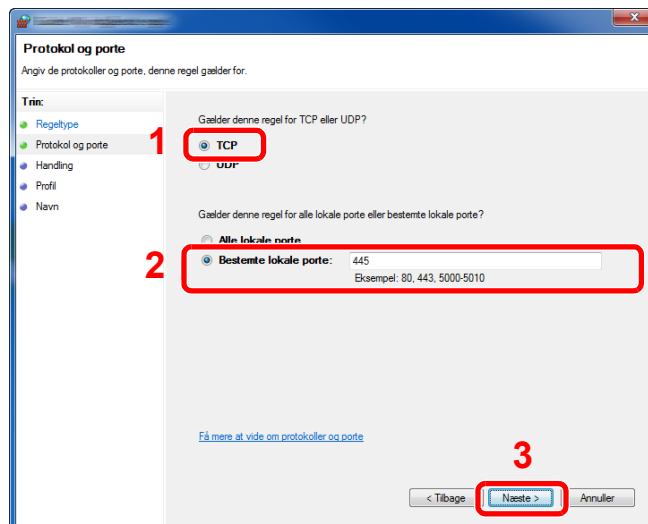 Protokol og porte
Angiv de protokoller og porte, denne regel gælder for.
Trin:
Regeltype
Protokol og porte
Handling
Profil
Navn
Gælder denne regel for TCP eller UDP?
1
TCP
UDP
Gælder denne regel for alle lokale porte eller bestemte lokale porte?
Alle lokale porte
2
Bestemte lokale porte: 445
Eksempel: 80, 443, 5000-5010
Få mere at vide om protokoller og porte
3
< Tilbage Næste > Annuller